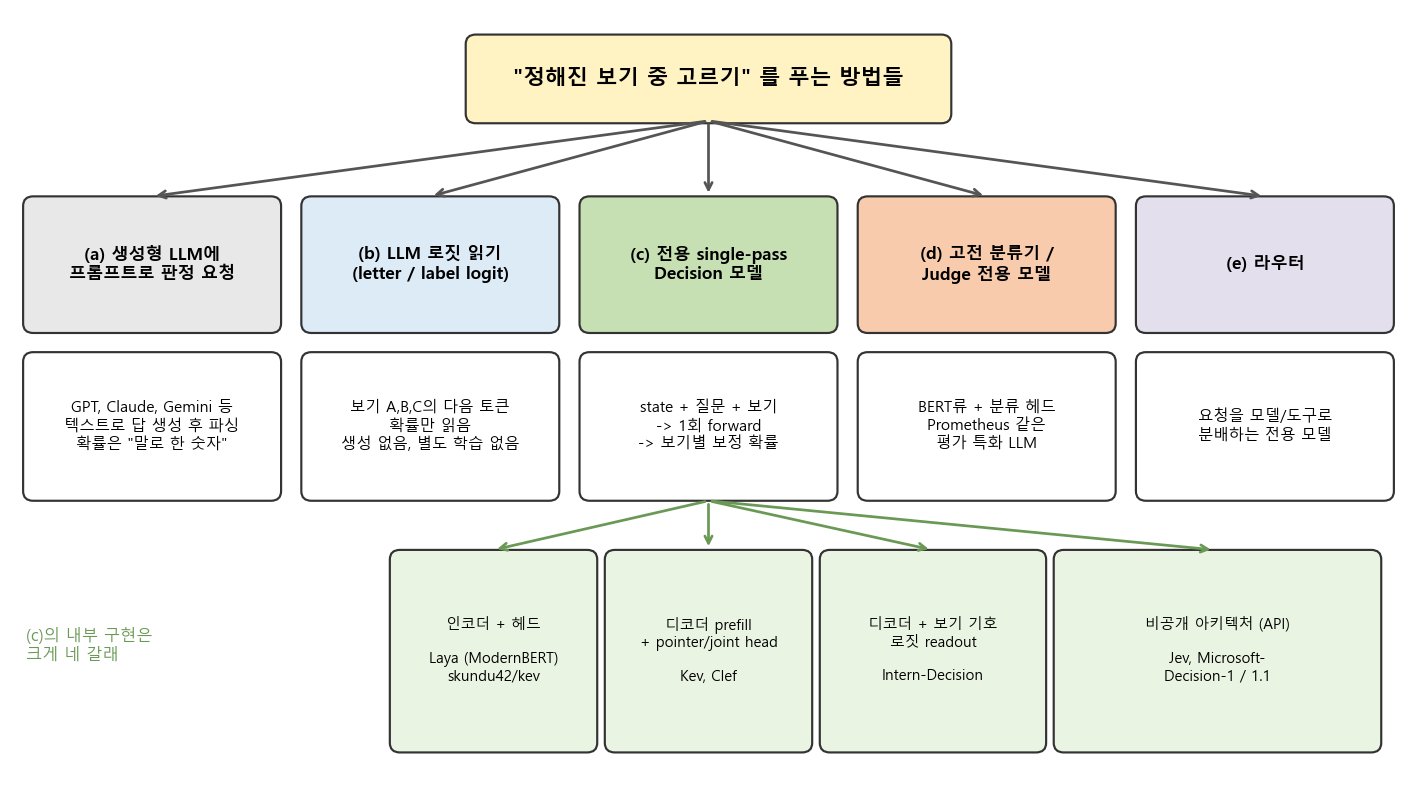 "정해진 보기 중 고르기" 를 푸는 방법들
(a) 생성형 LLM에
프롬프트로 판정 요청
(b) LLM 로짓 읽기
(letter / label logit)
(c) 전용 single-pass
Decision 모델
(d) 고전 분류기 /
Judge 전용 모델
(e) 라우터
GPT, Claude, Gemini 등
텍스트로 답 생성 후 파싱
확률은 "말로 한 숫자"
보기 A,B,C의 다음 토큰
확률만 읽음
생성 없음, 별도 학습 없음
state + 질문 + 보기
-> 1회 forward
-> 보기별 보정 확률
BERT류 + 분류 헤드
Prometheus 같은
평가 특화 LLM
요청을 모델/도구로
분배하는 전용 모델
(c)의 내부 구현은
크게 네 갈래
인코더 + 헤드
Laya (ModernBERT)
skundu42/kev
디코더 prefill
+ pointer/joint head
Kev, Clef
디코더 + 보기 기호
로짓 readout
Intern-Decision
비공개 아키텍처 (API)
Jev, Microsoft-
Decision-1 / 1.1